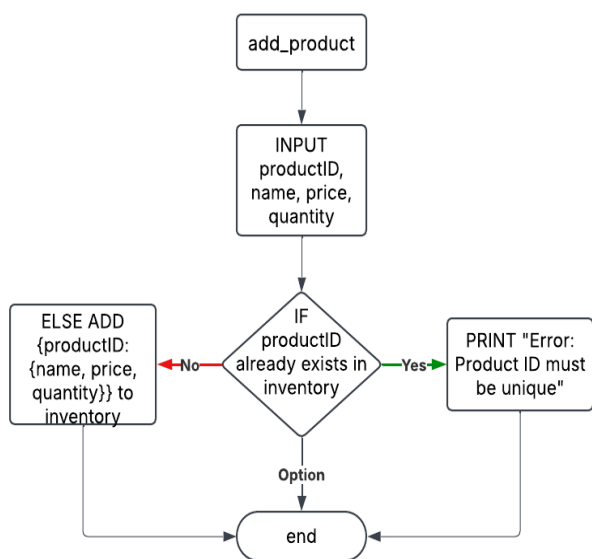 add_product
INPUT
productID,
name, price,
quantity
IF
productID
already exists in
inventory
No
Yes
ELSE ADD
{productID:
{name, price,
quantity}} to
inventory
PRINT "Error:
Product ID must
be unique"
Option
end